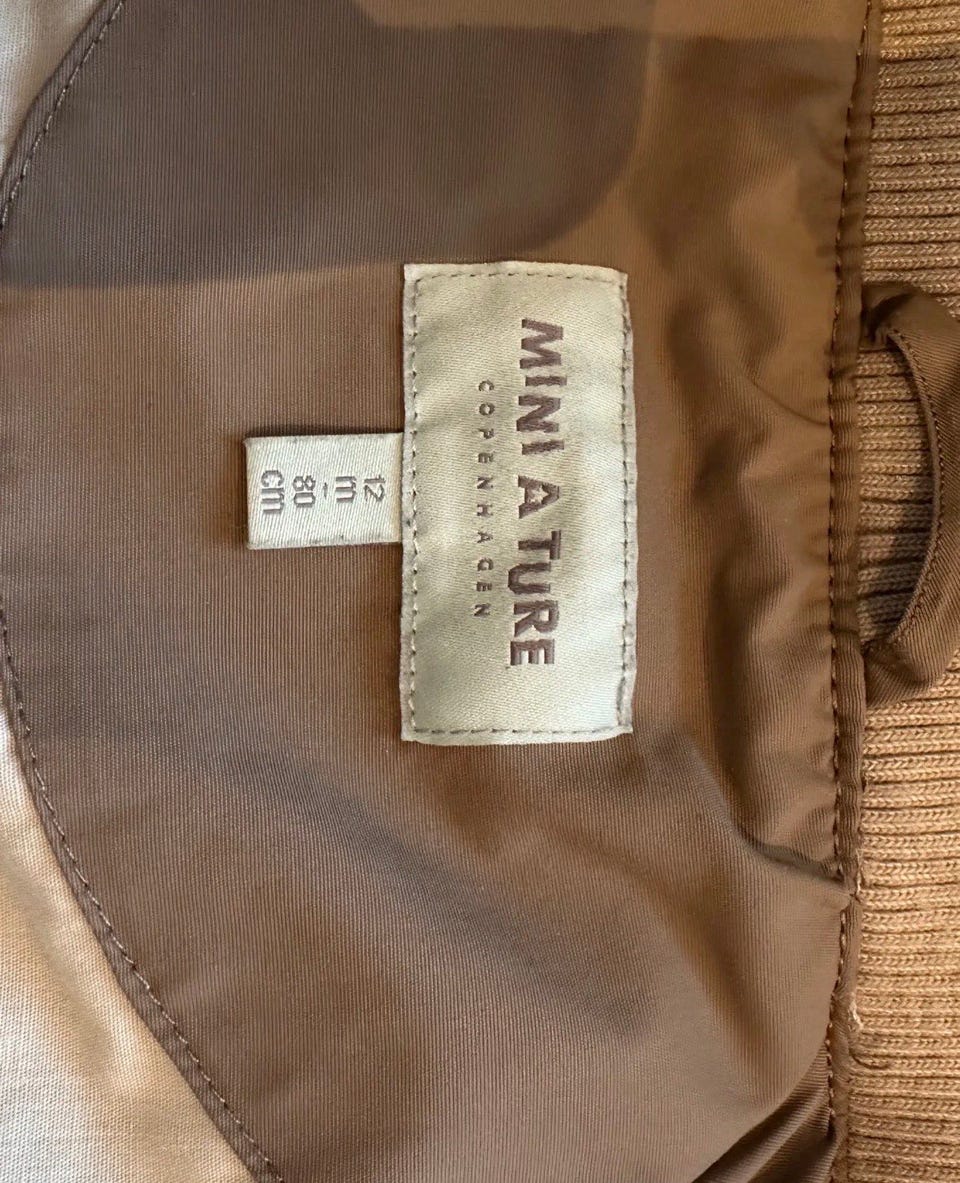 MINI A TURE
COPENHAGEN
12
m
-
80
cm